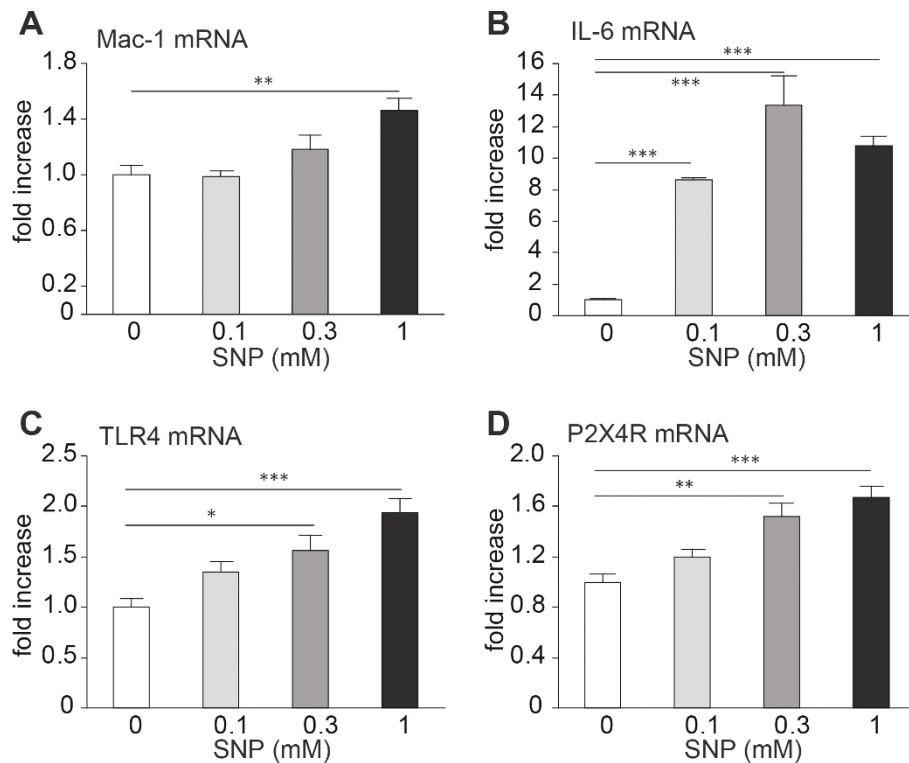 A
Mac-1 mRNA
fold increase
1.8
1.4
1.0
0.6
0.2
0
**
0 0.1 0.3 1
SNP (mM)
B
IL-6 mRNA
fold increase
16
14
12
10
8
6
4
2
0
***
***
***
0 0.1 0.3 1
SNP (mM)
C
TLR4 mRNA
fold increase
2.5
2.0
1.5
1.0
0.5
0
***
*
0 0.1 0.3 1
SNP (mM)
D
P2X4R mRNA
fold increase
2.0
1.6
1.2
0.8
0.4
0
***
**
0 0.1 0.3 1
SNP (mM)